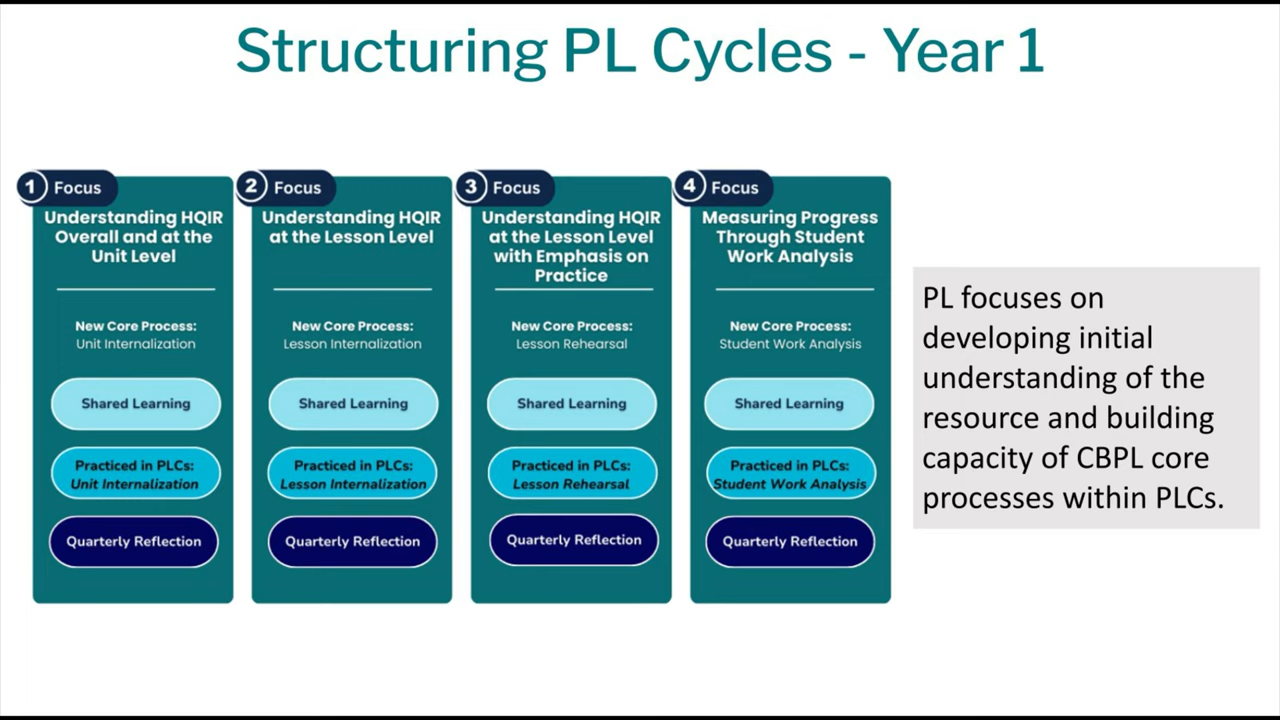 Structuring PL Cycles - Year 1
1 Focus
Understanding HQIR
Overall and at the
Unit Level
New Core Process:
Unit Internalization
Shared Learning
Practiced in PLCs:
Unit Internalization
Quarterly Reflection
2 Focus
Understanding HQIR
at the Lesson Level
New Core Process:
Lesson Internalization
Shared Learning
Practiced in PLCs:
Lesson Internalization
Quarterly Reflection
3 Focus
Understanding HQIR
at the Lesson Level
with Emphasis on
Practice
New Core Process:
Lesson Rehearsal
Shared Learning
Practiced in PLCs:
Lesson Rehearsal
Quarterly Reflection
4 Focus
Measuring Progress
Through Student
Work Analysis
New Core Process:
Student Work Analysis
Shared Learning
Practiced in PLCs:
Student Work Analysis
Quarterly Reflection
PL focuses on
developing initial
understanding of the
resource and building
capacity of CBPL core
processes within PLCs.